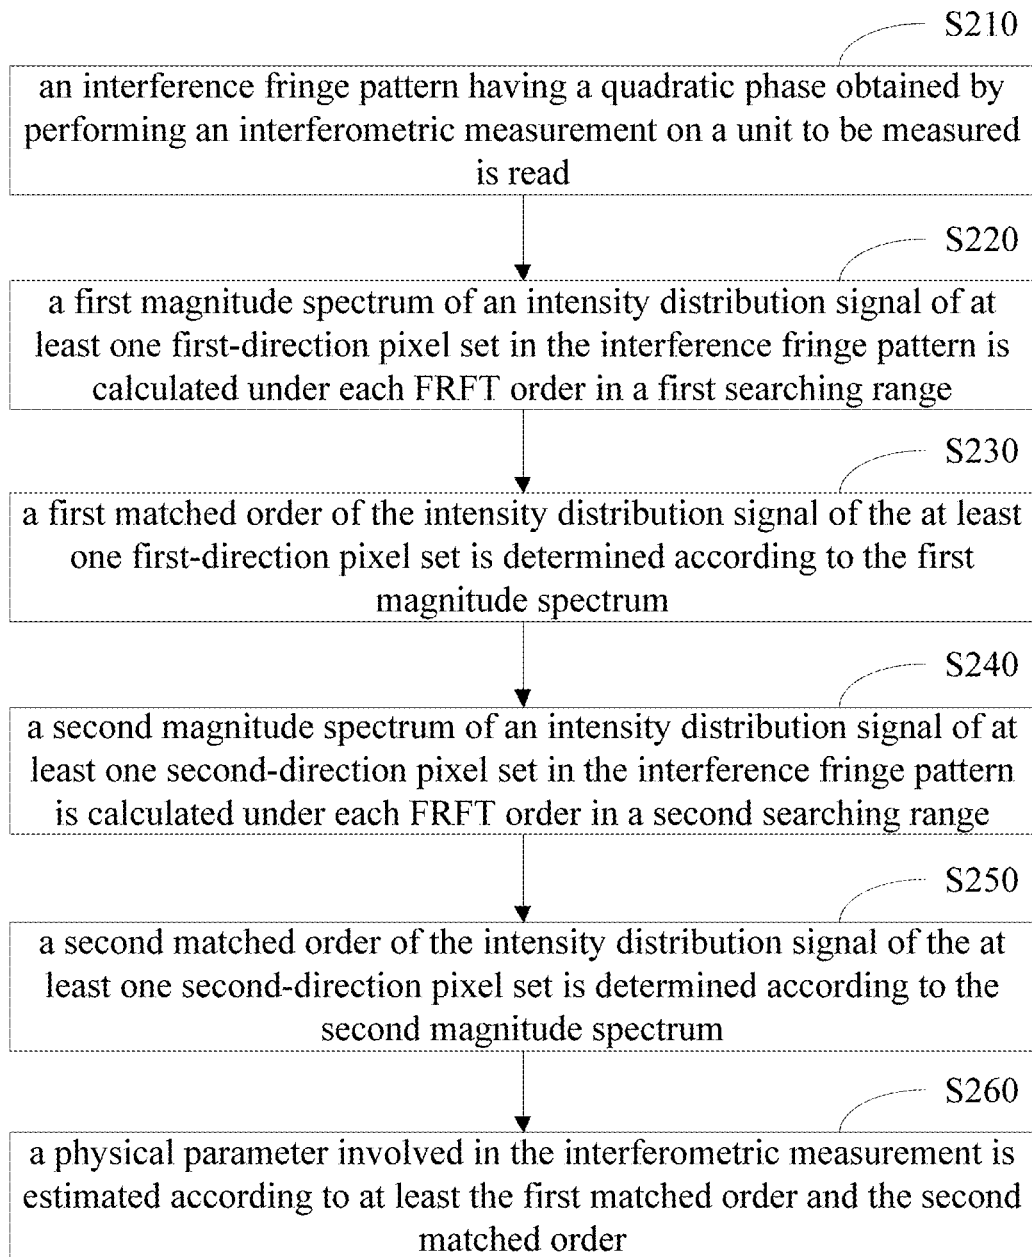 S210
an interference fringe pattern having a quadratic phase obtained by
performing an interferometric measurement on a unit to be measured
is read
S220
a first magnitude spectrum of an intensity distribution signal of at
least one first-direction pixel set in the interference fringe pattern is
calculated under each FRFT order in a first searching range
S230
a first matched order of the intensity distribution signal of the at least
one first-direction pixel set is determined according to the first
magnitude spectrum
S240
a second magnitude spectrum of an intensity distribution signal of at
least one second-direction pixel set in the interference fringe pattern
is calculated under each FRFT order in a second searching range
S250
a second matched order of the intensity distribution signal of the at
least one second-direction pixel set is determined according to the
second magnitude spectrum
S260
a physical parameter involved in the interferometric measurement is
estimated according to at least the first matched order and the second
matched order